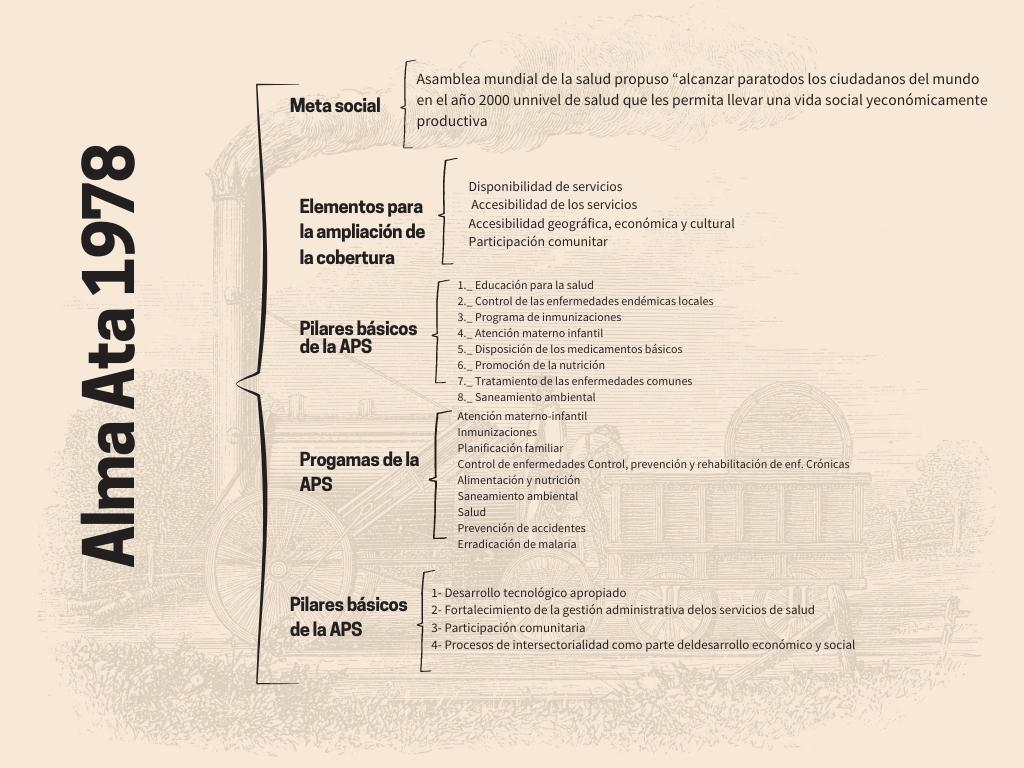 Alma Ata 1978
Meta social
Asamblea mundial de la salud propuso “alcanzar paratodos los ciudadanos del mundo
en el año 2000 unnivel de salud que les permita llevar una vida social yeconómicamente
productiva
Elementos para
la ampliación de
la cobertura
Disponibilidad de servicios
Accesibilidad de los servicios
Accesibilidad geográfica, económica y cultural
Participación comunitar
Pilares básicos
de la APS
1._ Educación para la salud
2._ Control de las enfermedades endémicas locales
3._ Programa de inmunizaciones
4._ Atención materno infantil
5._ Disposición de los medicamentos básicos
6._ Promoción de la nutrición
7._ Tratamiento de las enfermedades comunes
8._ Saneamiento ambiental
Progamas de la
APS
Atención materno-infantil
Inmunizaciones
Planificación familiar
Control de enfermedades Control, prevención y rehabilitación de enf. Crónicas
Alimentación y nutrición
Saneamiento ambiental
Salud
Prevención de accidentes
Erradicación de malaria
Pilares básicos
de la APS
1- Desarrollo tecnológico apropiado
2- Fortalecimiento de la gestión administrativa delos servicios de salud
3- Participación comunitaria
4- Procesos de intersectorialidad como parte deldesarrollo económico y social